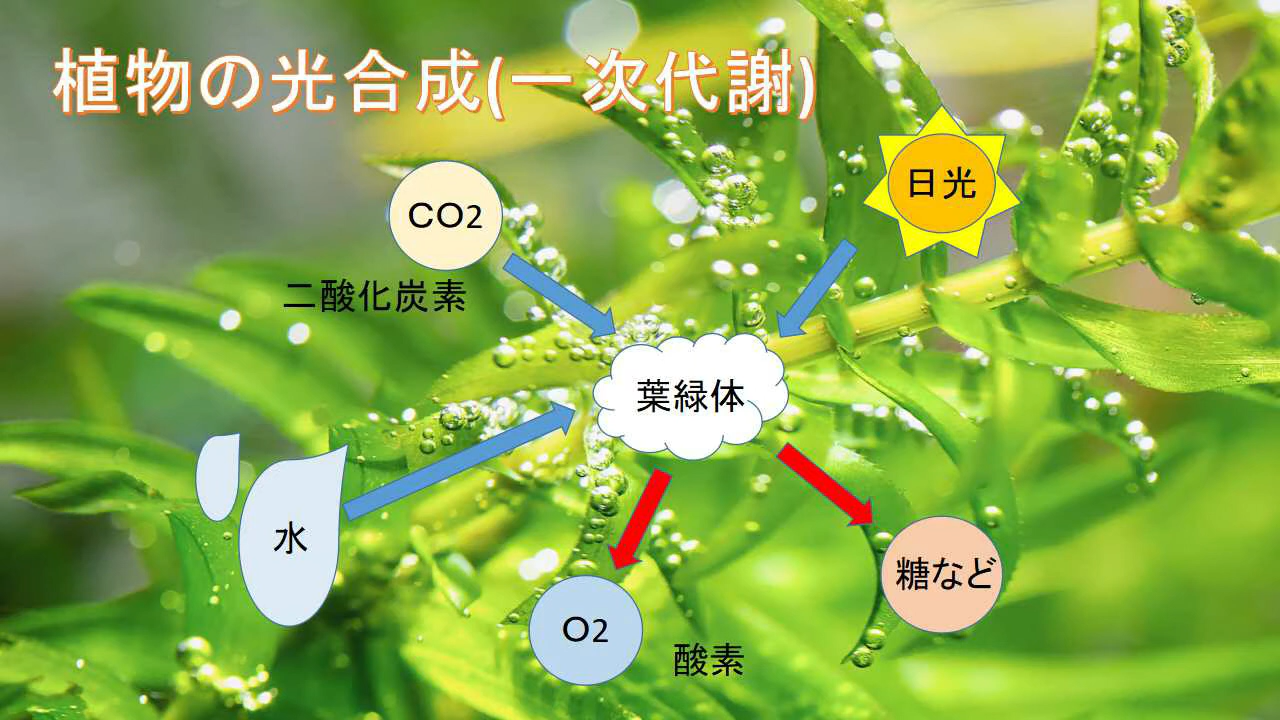 植物の光合成(一次代謝)
日光
CO2
二酸化炭素
葉緑体
水
糖など
O2
酸素